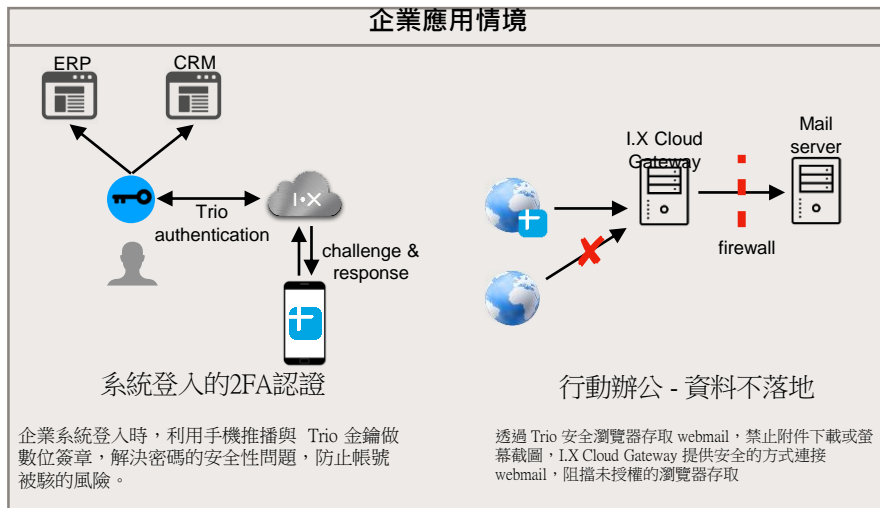 企業應用情境
ERP
CRM
Trio
authentication
I•X
challenge &
response
系統登入的2FA認證
企業系統登入時，利用手機推播與 Trio 金鑰做
數位簽章，解決密碼的安全性問題，防止帳號
被駭的風險。
I.X Cloud
Gateway
Mail
server
firewall
行動辦公 - 資料不落地
透過 Trio 安全瀏覽器存取 webmail，禁止附件下載或螢
幕截圖，I.X Cloud Gateway 提供安全的方式連接
webmail，阻擋未授權的瀏覽器存取